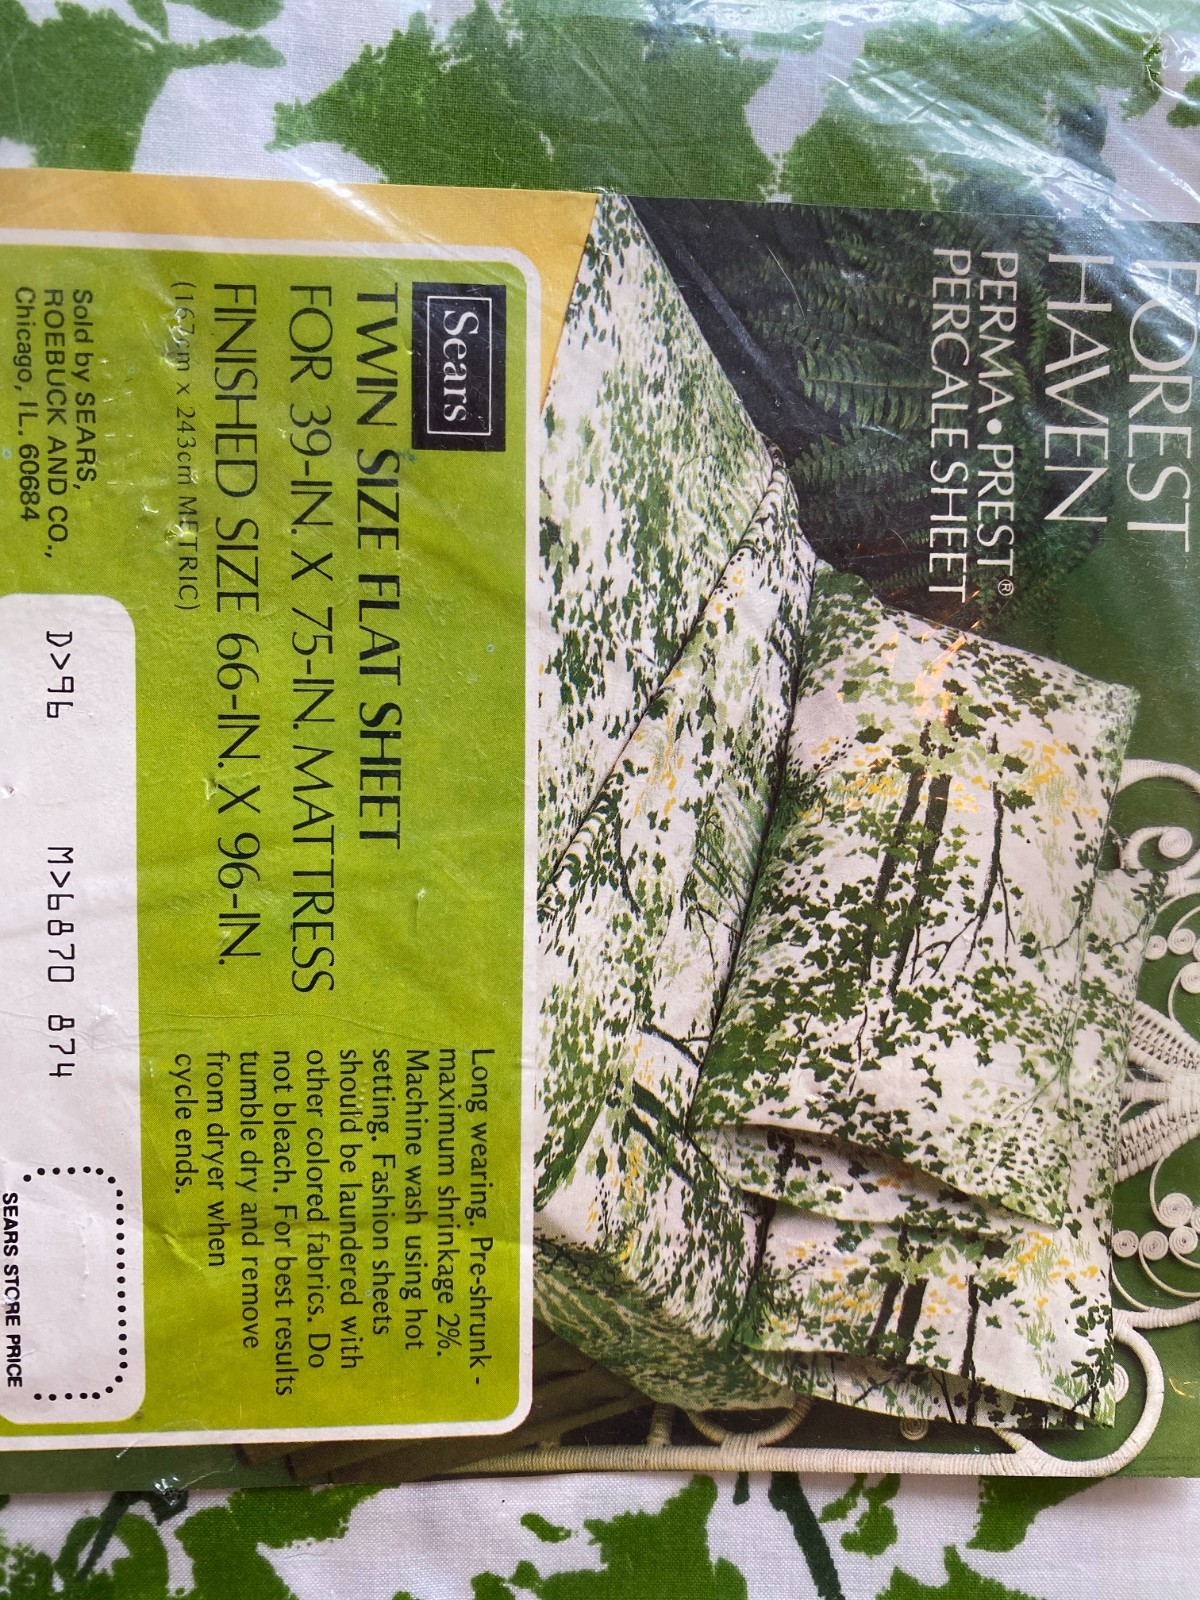 FOREST
HAVEN
PERMA•PREST®
PERCALE SHEET
Sears
TWIN SIZE FLAT SHEET
FOR 39-IN. X 75-IN. MATTRESS
FINISHED SIZE 66-IN. X 96-IN.
(167cm x 243cm METRIC)
Long wearing. Pre-shrunk -
maximum shrinkage 2%.
Machine wash using hot
setting. Fashion sheets
should be laundered with
other colored fabrics. Do
not bleach. For best results
tumble dry and remove
from dryer when
cycle ends.
Sold by SEARS,
ROEBUCK AND CO.,
Chicago, IL. 60684
D>96 M>6870 874
SEARS STORE PRICE